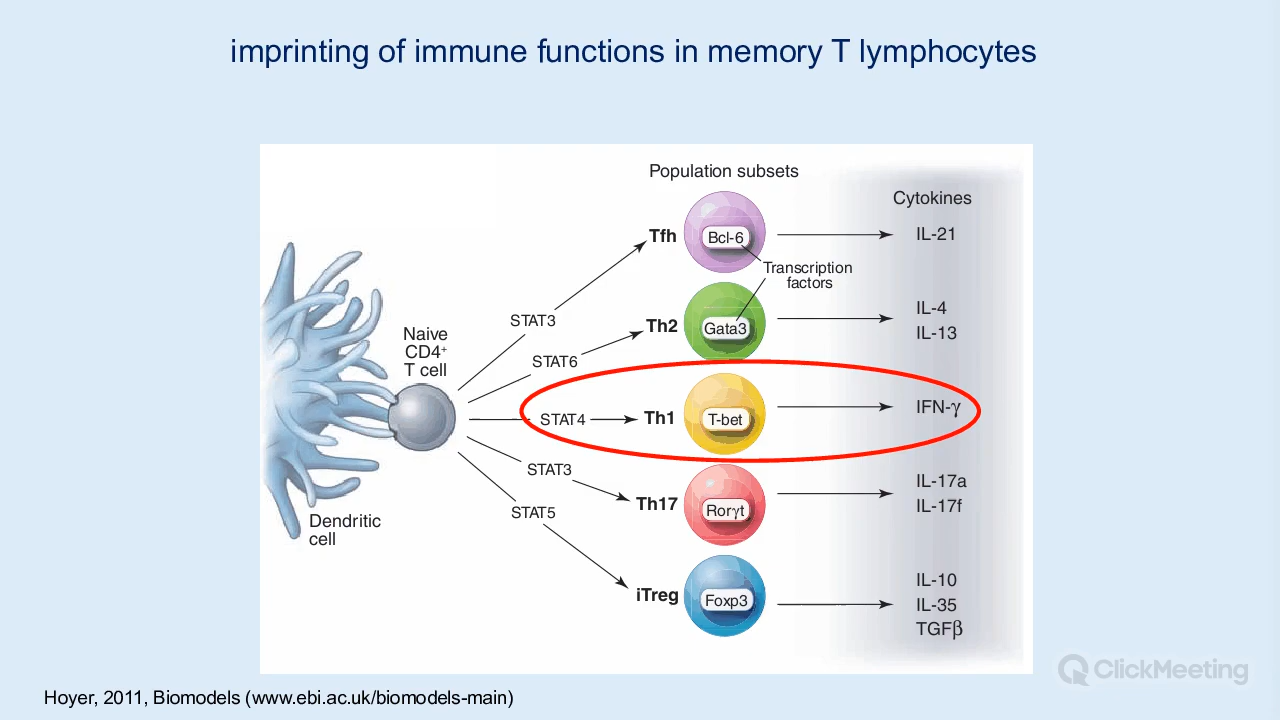 imprinting of immune functions in memory T lymphocytes
Population subsets
Cytokines
Tfh
Bcl-6
IL-21
Transcription
factors
STAT3
Th2
Gata3
IL-4
IL-13
Naive
CD4+
T cell
STAT6
STAT4
Th1
T-bet
IFN-γ
STAT3
Th17
Rorγt
IL-17a
IL-17f
STAT5
Dendritic
cell
iTreg
Foxp3
IL-10
IL-35
TGFβ
ClickMeeting
Hoyer, 2011, Biomodels (www.ebi.ac.uk/biomodels-main)